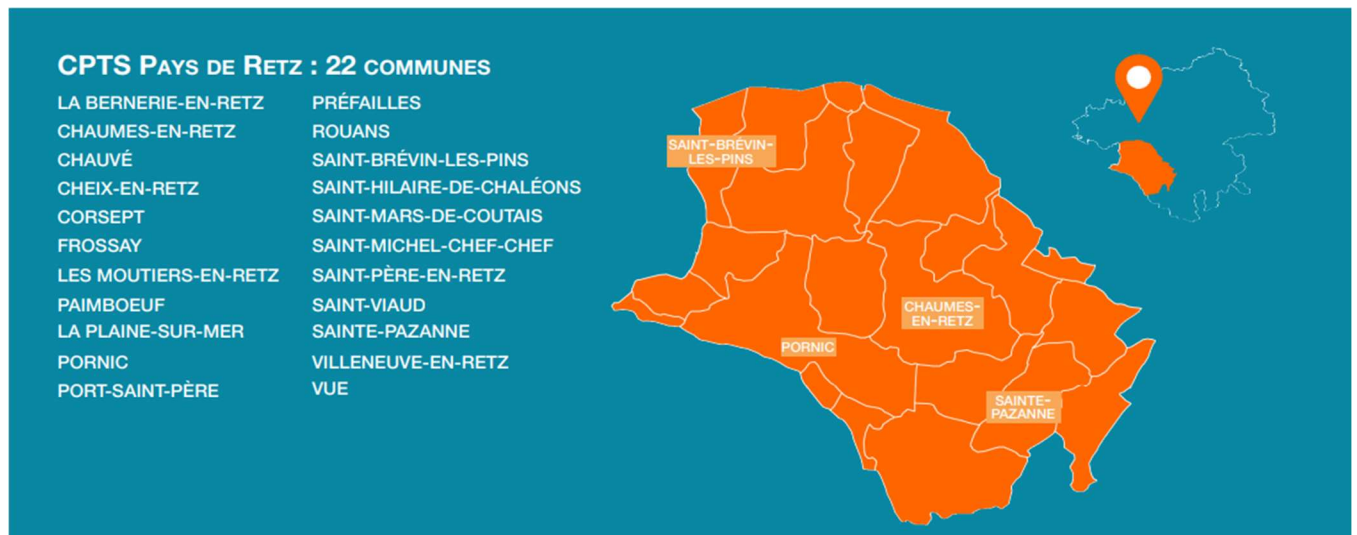 CPTS PAYS DE RETZ : 22 COMMUNES
LA BERNERIE-EN-RETZ
CHAUMES-EN-RETZ
CHAUVÉ
CHEIX-EN-RETZ
CORSEPT
FROSSAY
LES MOUTIERS-EN-RETZ
PAIMBOEUF
LA PLAINE-SUR-MER
PORNIC
PORT-SAINT-PÈRE
PRÉFAILLES
ROUANS
SAINT-BRÉVIN-LES-PINS
SAINT-HILAIRE-DE-CHALÉONS
SAINT-MARS-DE-COUTAIS
SAINT-MICHEL-CHEF-CHEF
SAINT-PÈRE-EN-RETZ
SAINT-VIAUD
SAINTE-PAZANNE
VILLENEUVE-EN-RETZ
VUE
SAINT-BRÉVIN-
LES-PINS
CHAUMES-
EN-RETZ
PORNIC
SAINTE-
PAZANNE